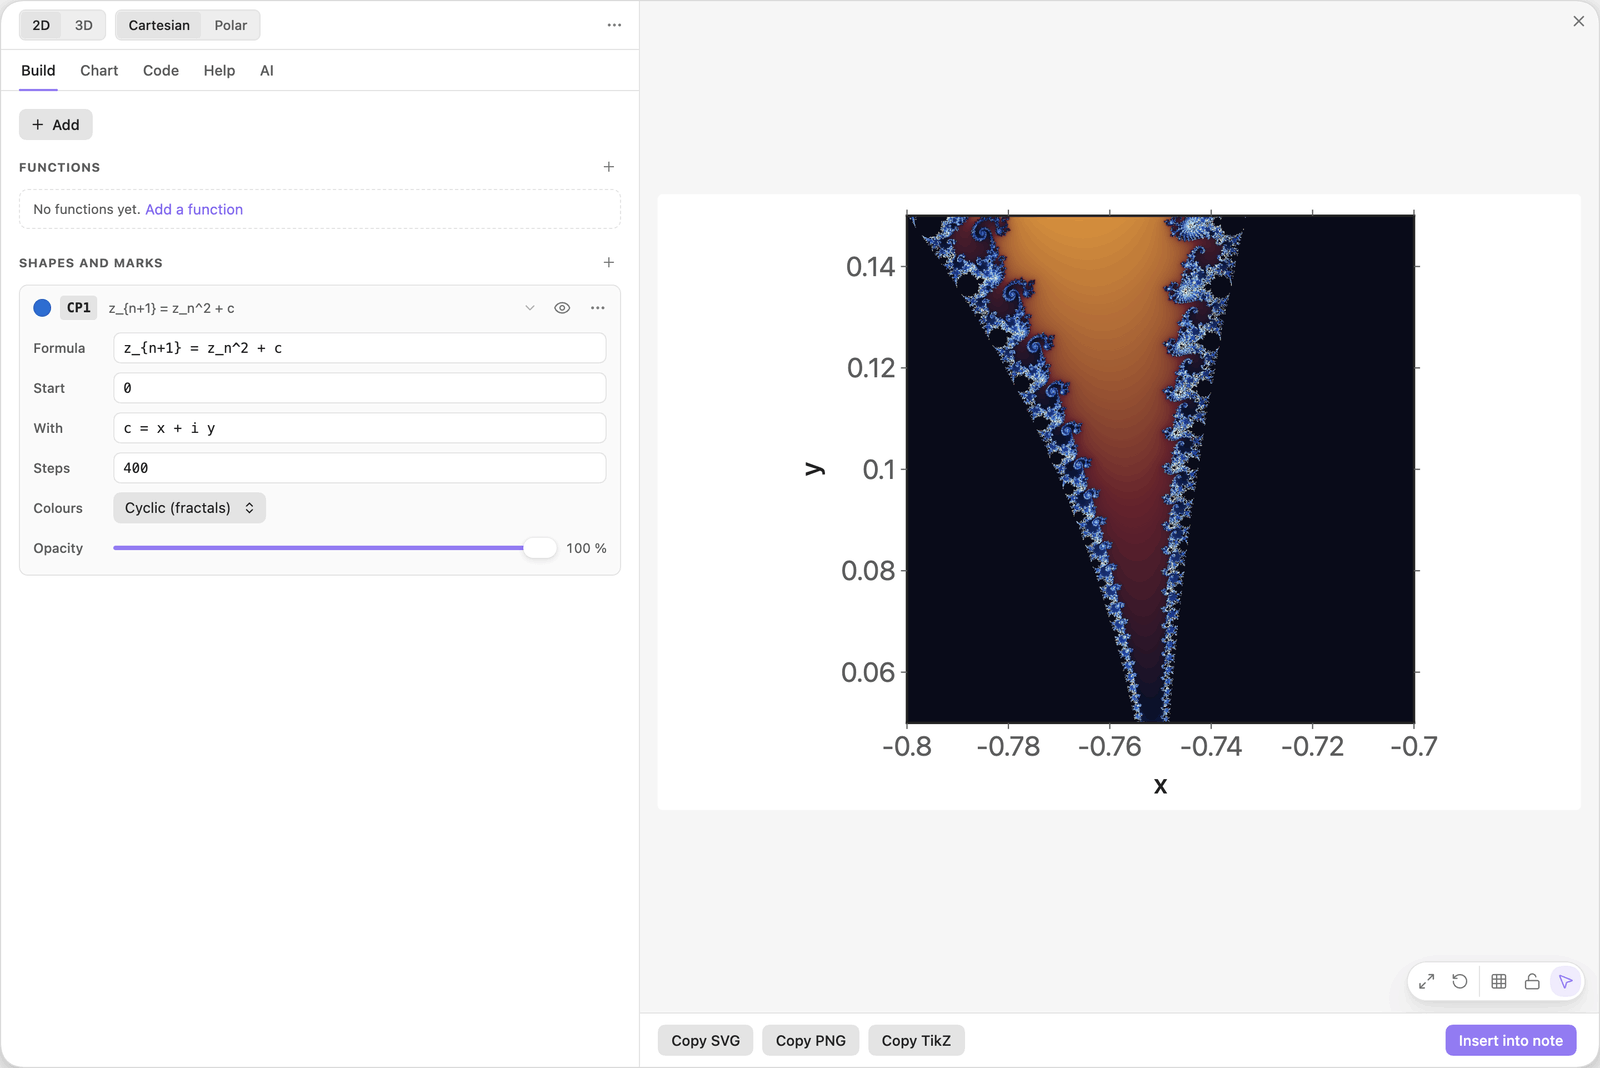 2D 3D Cartesian Polar
Build Chart Code Help AI
+ Add
FUNCTIONS
No functions yet. Add a function
SHAPES AND MARKS
CP1 z_{n+1} = z_n^2 + c
Formula z_{n+1} = z_n^2 + c
Start 0
With c = x + i y
Steps 400
Colours Cyclic (fractals)
Opacity 100 %
0.14
0.12
y 0.1
0.08
0.06
-0.8 -0.78 -0.76 -0.74 -0.72 -0.7
x
Copy SVG Copy PNG Copy TikZ Insert into note